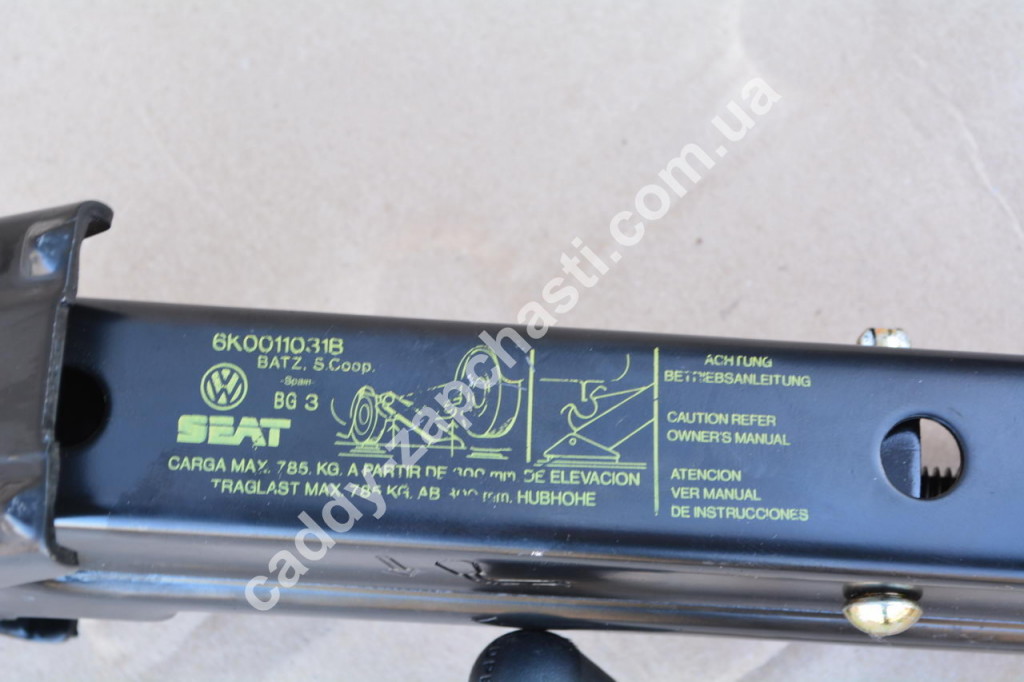 6K0011031B
BATZ. S.Coop.
-Spain-
BG 3
SEAT
CARGA MAX. 785. KG. A PARTIR DE 300 mm. DE ELEVACION
TRAGLAST MAX. 785 KG. AB 300 mm. HUBHOHE
ACHTUNG
BETRIEBSANLEITUNG
CAUTION REFER
OWNER'S MANUAL
ATENCION
VER MANUAL
DE INSTRUCCIONES
caddy-zapchasti.com.ua